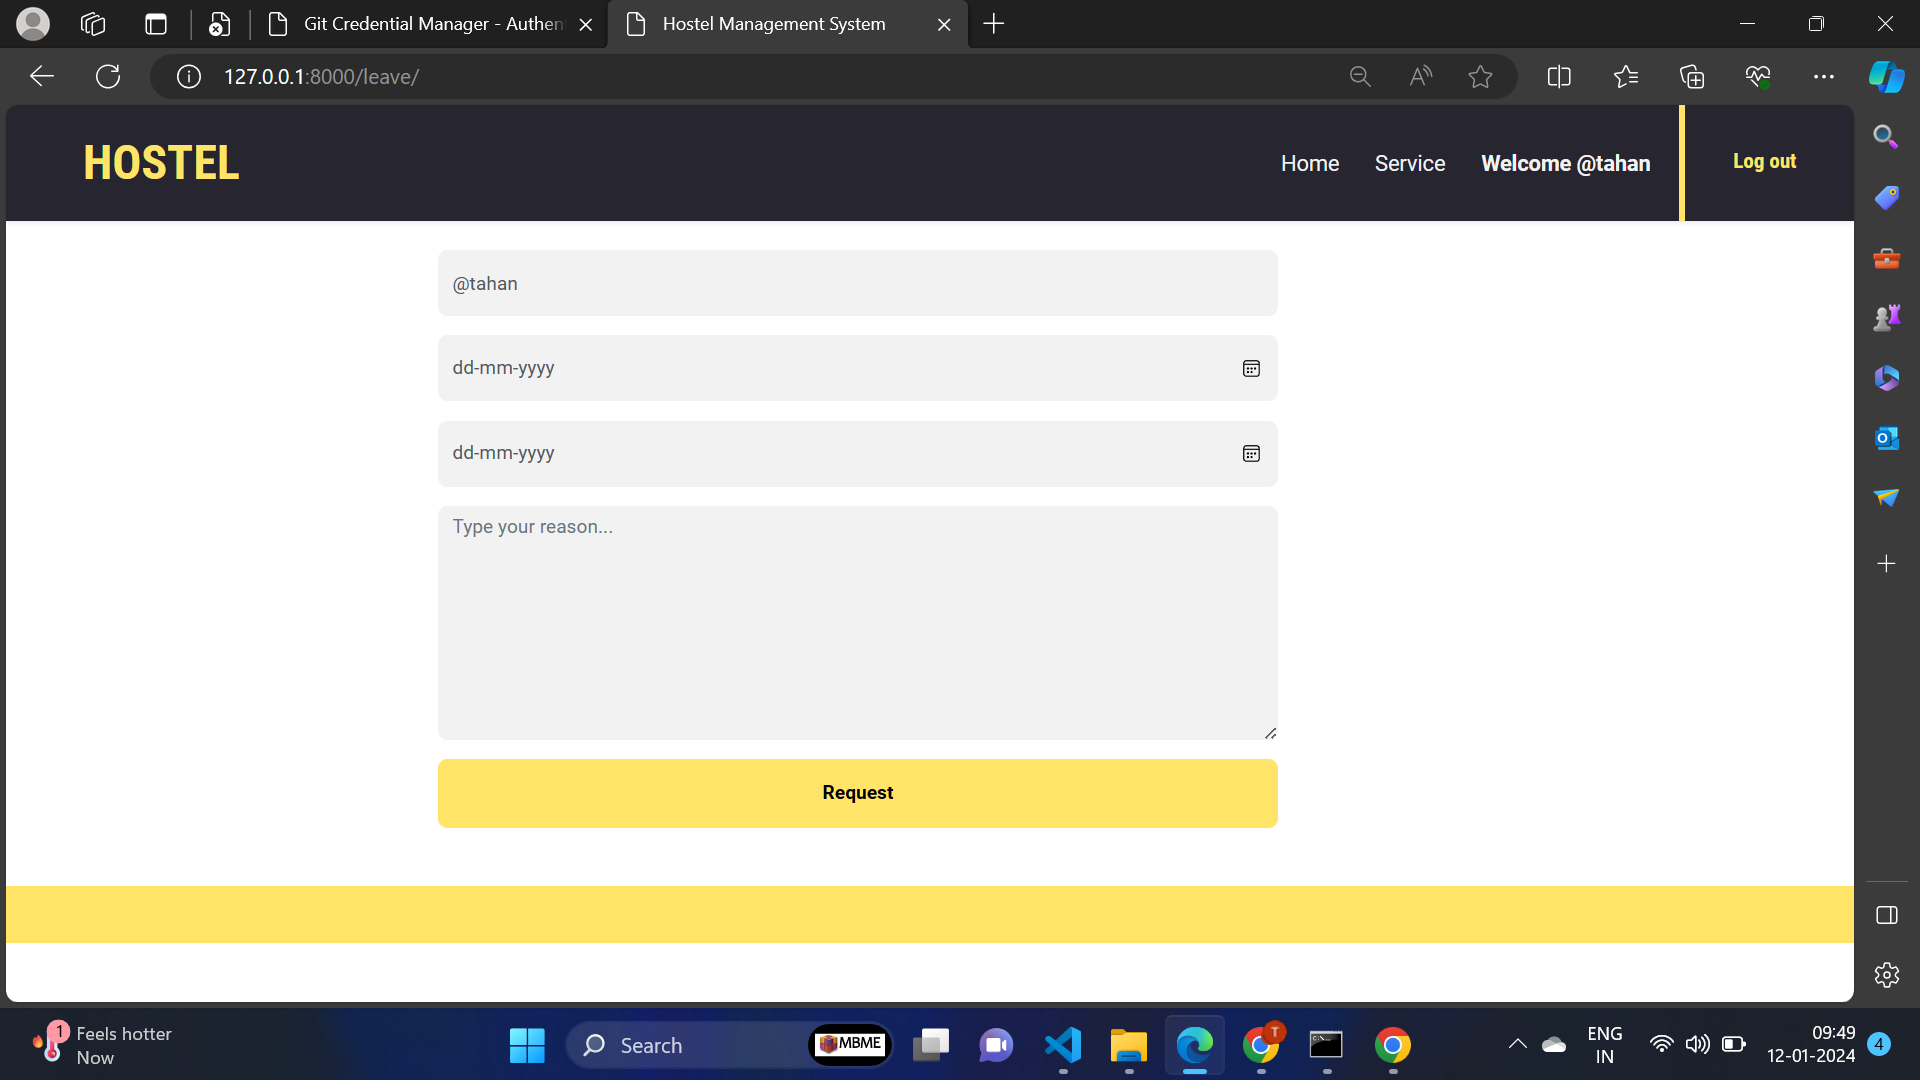 Git Credential Manager - Authen
Hostel Management System
127.0.0.1:8000/leave/
HOSTEL
Home
Service
Welcome @tahan
Log out
@tahan
dd-mm-yyyy
dd-mm-yyyy
Type your reason...
Request
1
Feels hotter
Now
Search
MBME
T
ENG
IN
09:49
12-01-2024
4